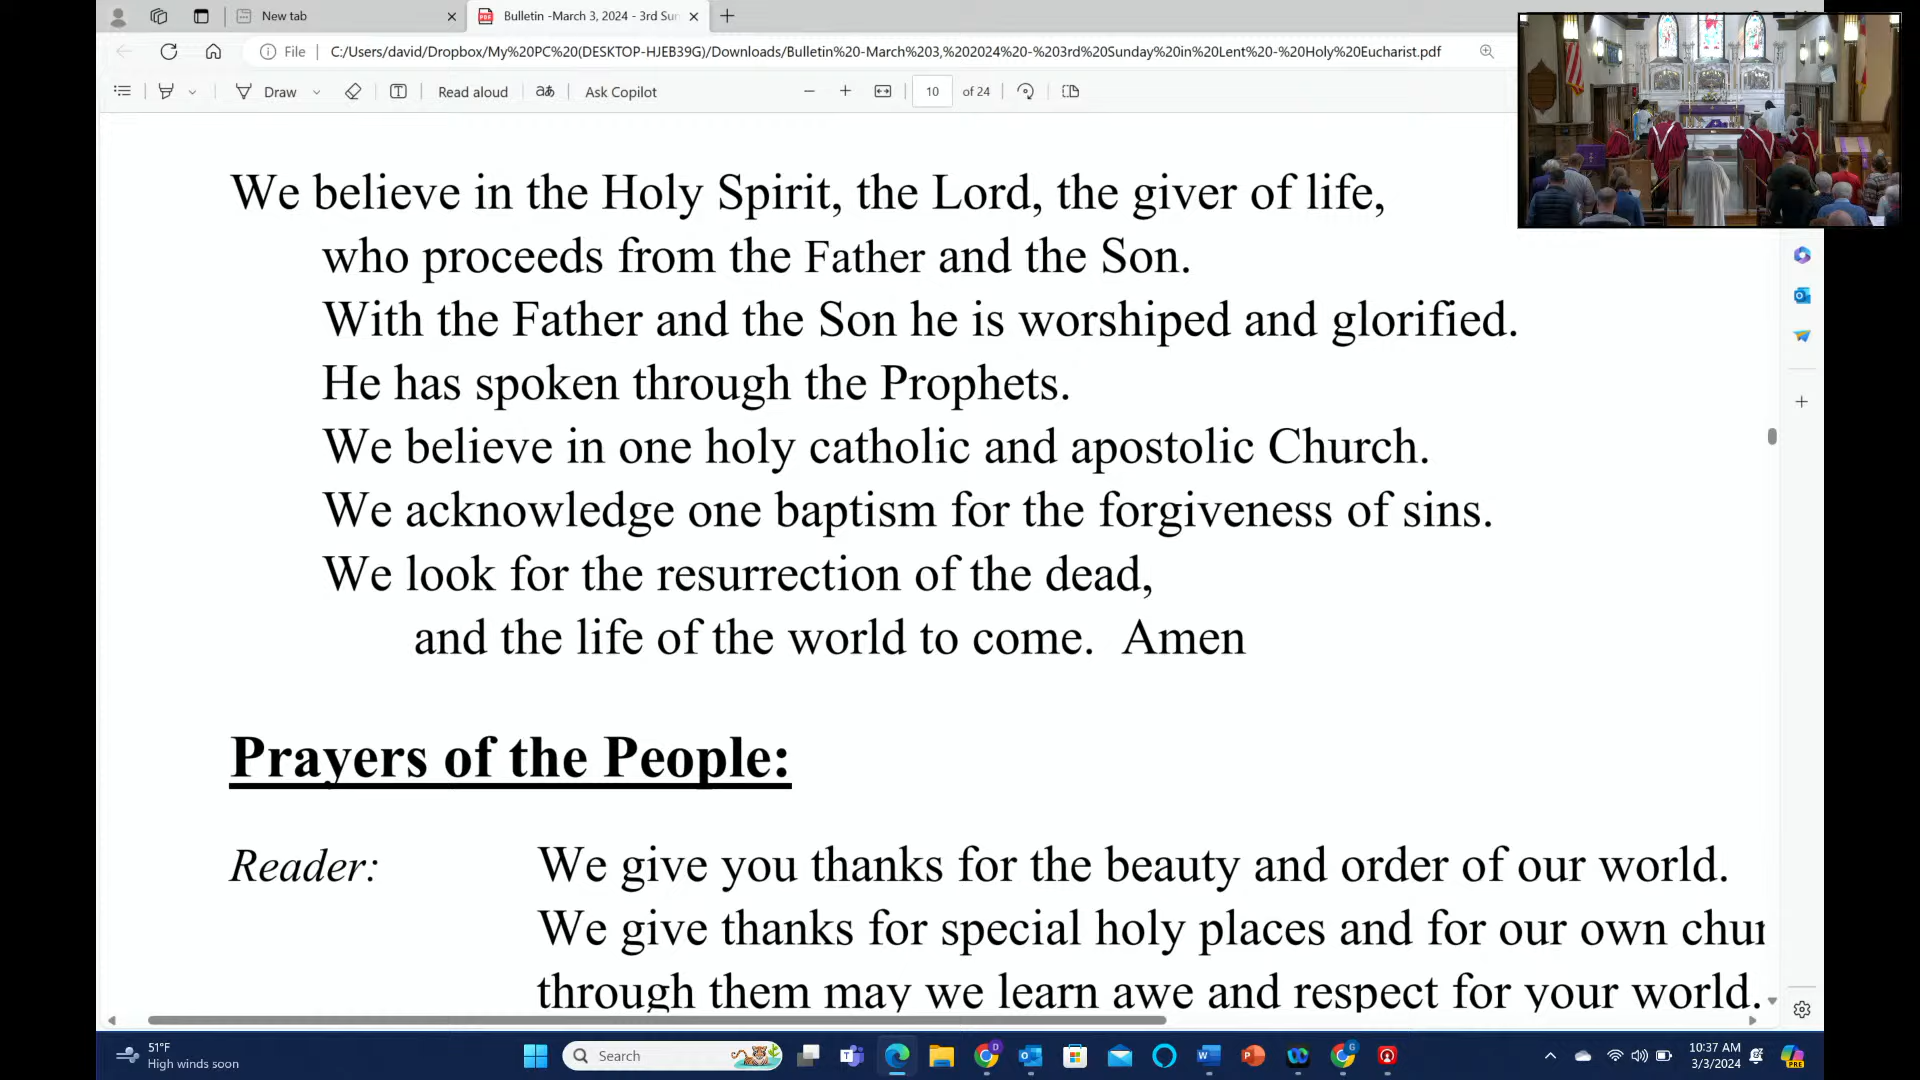 New tab
Bulletin -March 3, 2024 - 3rd Sun
File
C:/Users/david/Dropbox/My%20PC%20(DESKTOP-HJEB39G)/Downloads/Bulletin%20-March%203,%202024%20-%203rd%20Sunday%20in%20Lent%20-%20Holy%20Eucharist.pdf
Draw
Read aloud
Ask Copilot
10 of 24
We believe in the Holy Spirit, the Lord, the giver of life,
who proceeds from the Father and the Son.
With the Father and the Son he is worshiped and glorified.
He has spoken through the Prophets.
We believe in one holy catholic and apostolic Church.
We acknowledge one baptism for the forgiveness of sins.
We look for the resurrection of the dead,
and the life of the world to come. Amen
Prayers of the People:
Reader: We give you thanks for the beauty and order of our world.
We give thanks for special holy places and for our own chur
through them may we learn awe and respect for your world.
51°F
High winds soon
Search
10:37 AM
3/3/2024